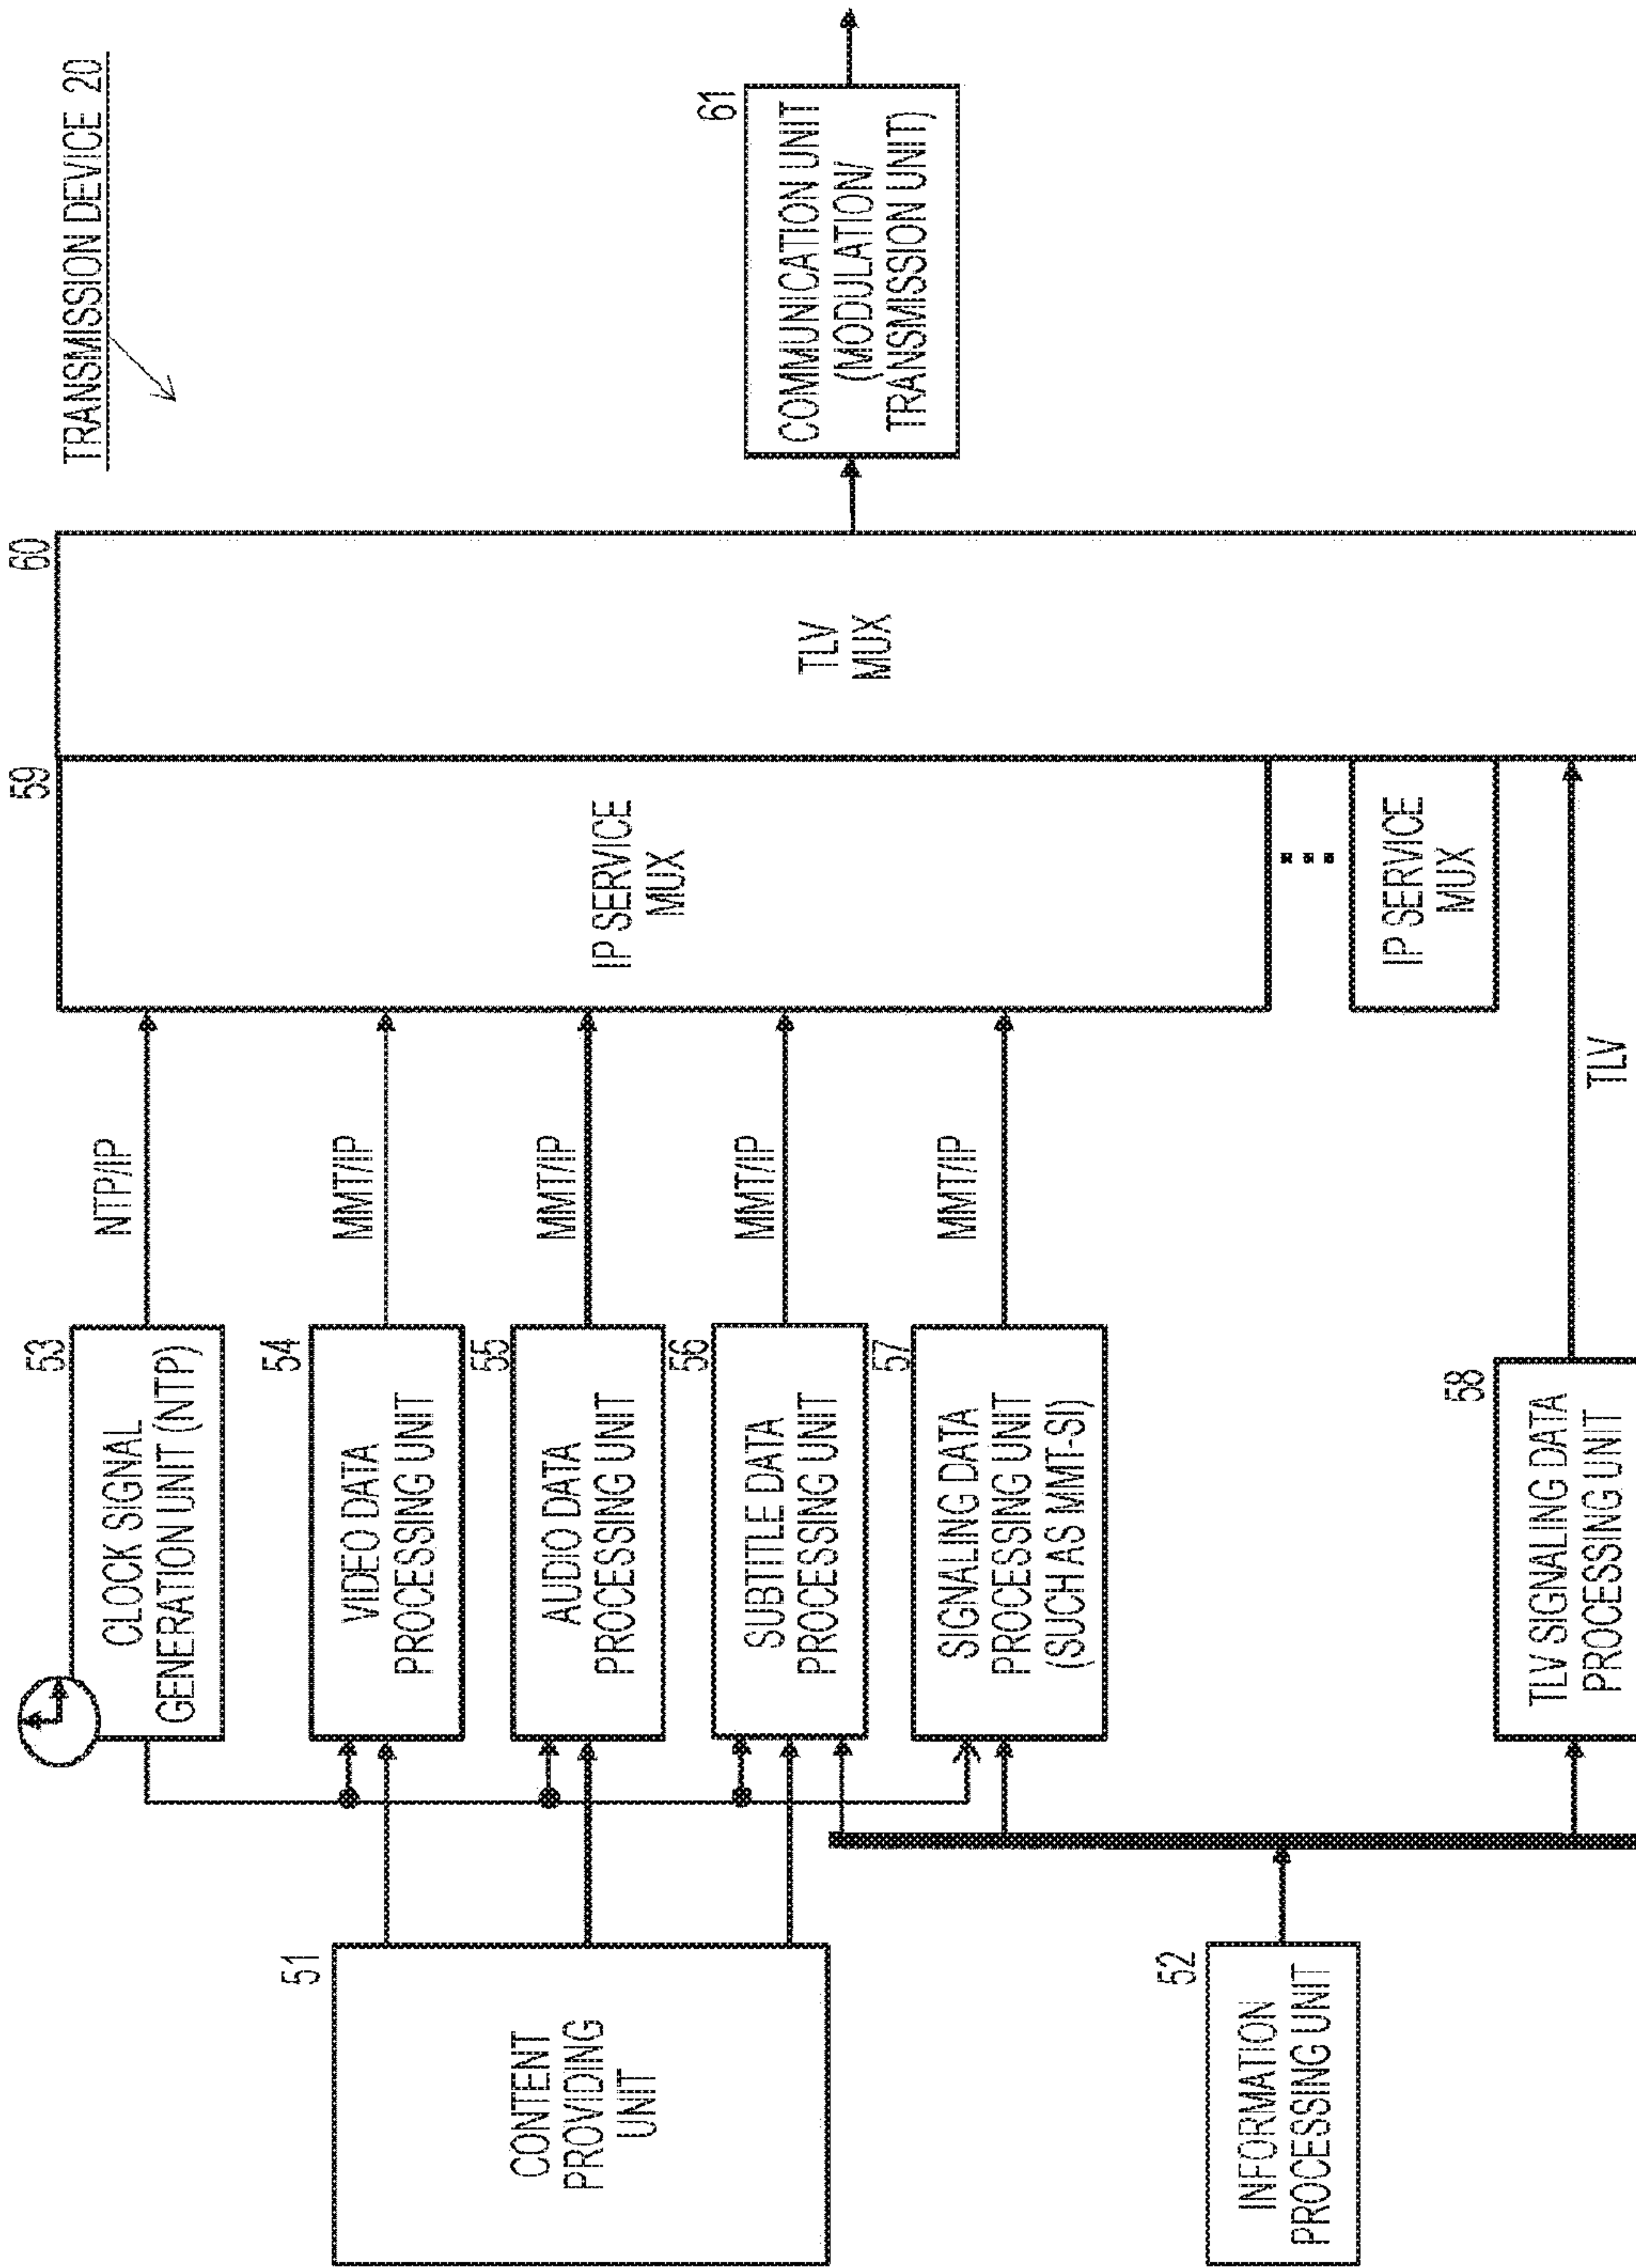 TRANSMISSION DEVICE 20
51
CONTENT
PROVIDING
UNIT
52
INFORMATION
PROCESSING UNIT
53
CLOCK SIGNAL
GENERATION UNIT (NTP)
54
VIDEO DATA
PROCESSING UNIT
55
AUDIO DATA
PROCESSING UNIT
56
SUBTITLE DATA
PROCESSING UNIT
57
SIGNALING DATA
PROCESSING UNIT
(SUCH AS MMT-SI)
58
TLV SIGNALING DATA
PROCESSING UNIT
NTP/IP
MMT/IP
MMT/IP
MMT/IP
MMT/IP
TLV
59
IP SERVICE
MUX
IP SERVICE
MUX
60
TLV
MUX
61
COMMUNICATION UNIT
(MODULATION/
TRANSMISSION UNIT)